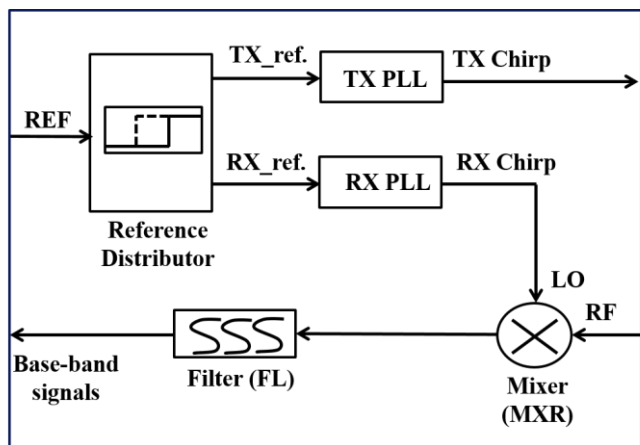 TX_ref.
TX PLL
TX Chirp
REF
RX_ref.
RX PLL
RX Chirp
Reference
Distributor
LO
RF
Base-band
signals
Filter (FL)
Mixer
(MXR)